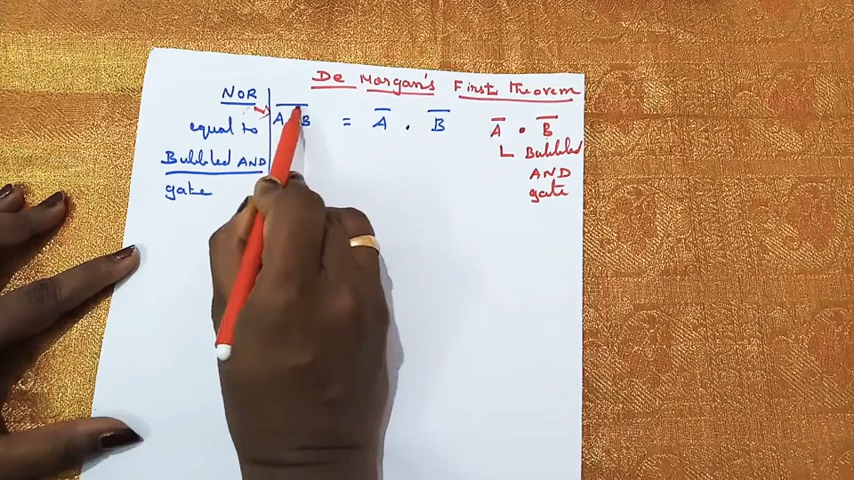 De Morgan's First theorem
NOR
A̅ ̅ ̅B̅ = A̅ . B̅
equal to
Bubbled AND
gate
A̅ . B̅
Bubbled
AND
gate